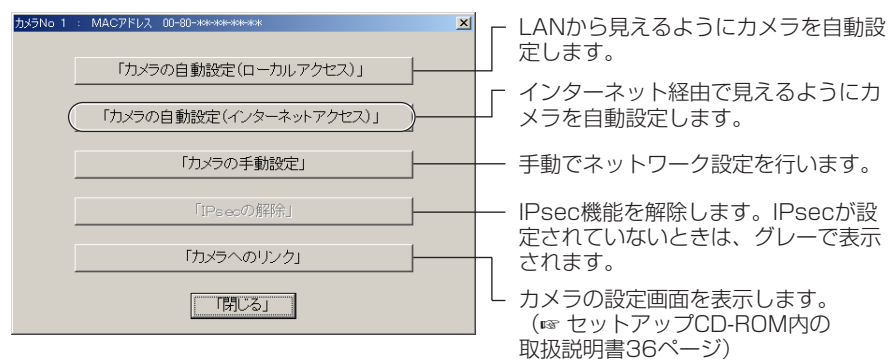 カメラNo 1 : MACアドレス 00-80-**-**-**-**
「カメラの自動設定(ローカルアクセス)」
「カメラの自動設定(インターネットアクセス)」
「カメラの手動設定」
「IPsecの解除」
「カメラへのリンク」
「閉じる」
LANから見えるようにカメラを自動設
定します。
インターネット経由で見えるようにカ
メラを自動設定します。
手動でネットワーク設定を行います。
IPsec機能を解除します。IPsecが設
定されていないときは、グレーで表示
されます。
カメラの設定画面を表示します。
(☞ セットアップCD-ROM内の
取扱説明書36ページ)